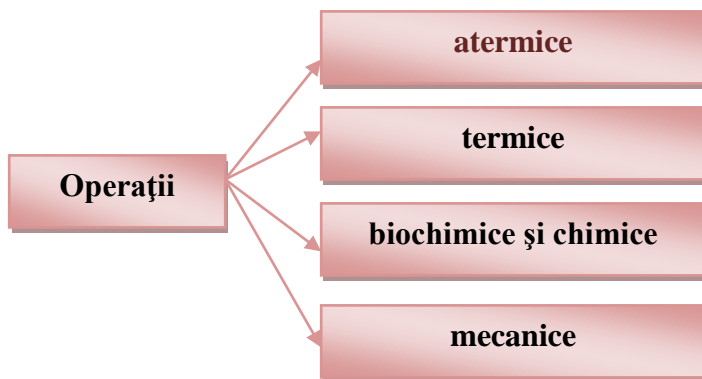 atermice
termice
Operaţii
biochimice şi chimice
mecanice